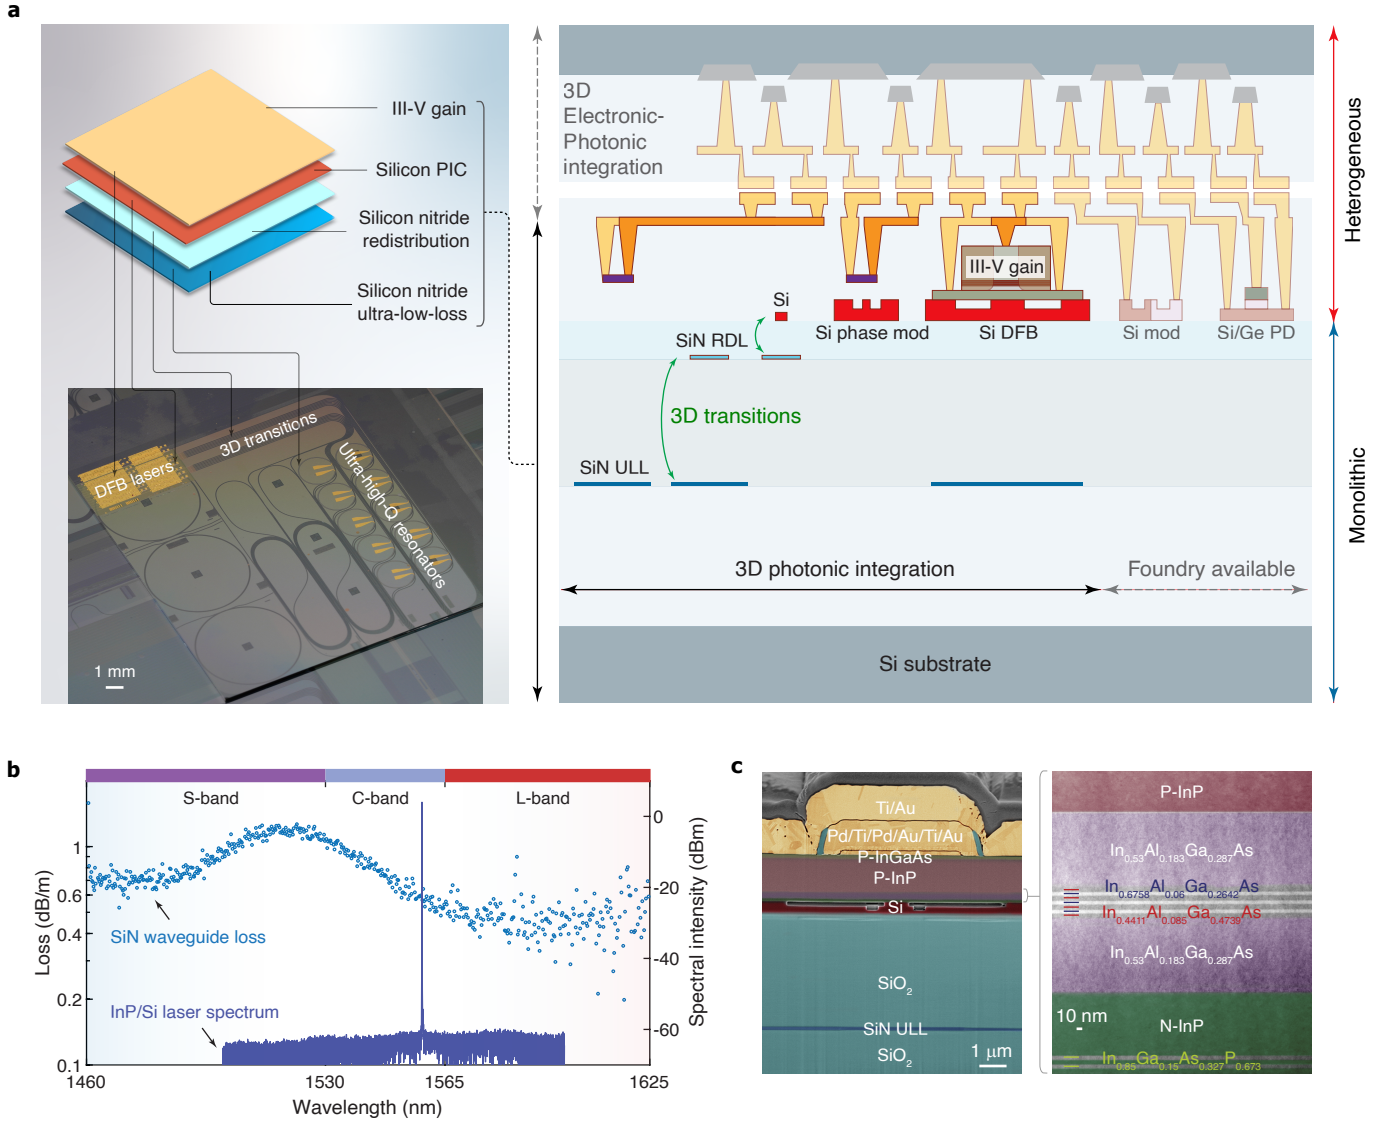 a
III-V gain
Silicon PIC
Silicon nitride
redistribution
Silicon nitride
ultra-low-loss
DFB lasers
3D transitions
Ultra-high-Q resonators
1 mm
3D
Electronic-
Photonic
integration
III-V gain
Si
Si phase mod
Si DFB
Si mod
Si/Ge PD
SiN RDL
3D transitions
SiN ULL
3D photonic integration
Foundry available
Si substrate
Heterogeneous
Monolithic
b
S-band
C-band
L-band
Loss (dB/m)
1
0.6
0.4
0.2
0.1
SiN waveguide loss
InP/Si laser spectrum
0
-20
-40
-60
Spectral intensity (dBm)
1460
1530
1565
1625
Wavelength (nm)
c
Ti/Au
Pd/Ti/Pd/Au/Ti/Au
P-InGaAs
P-InP
Si
SiO2
SiN ULL
SiO2
1 μm
P-InP
In0.53Al0.183Ga0.287As
In0.6758Al0.06Ga0.2642As
In0.4411Al0.085Ga0.4739As
In0.53Al0.183Ga0.287As
10 nm
N-InP
In0.85Ga0.15As0.327P0.673